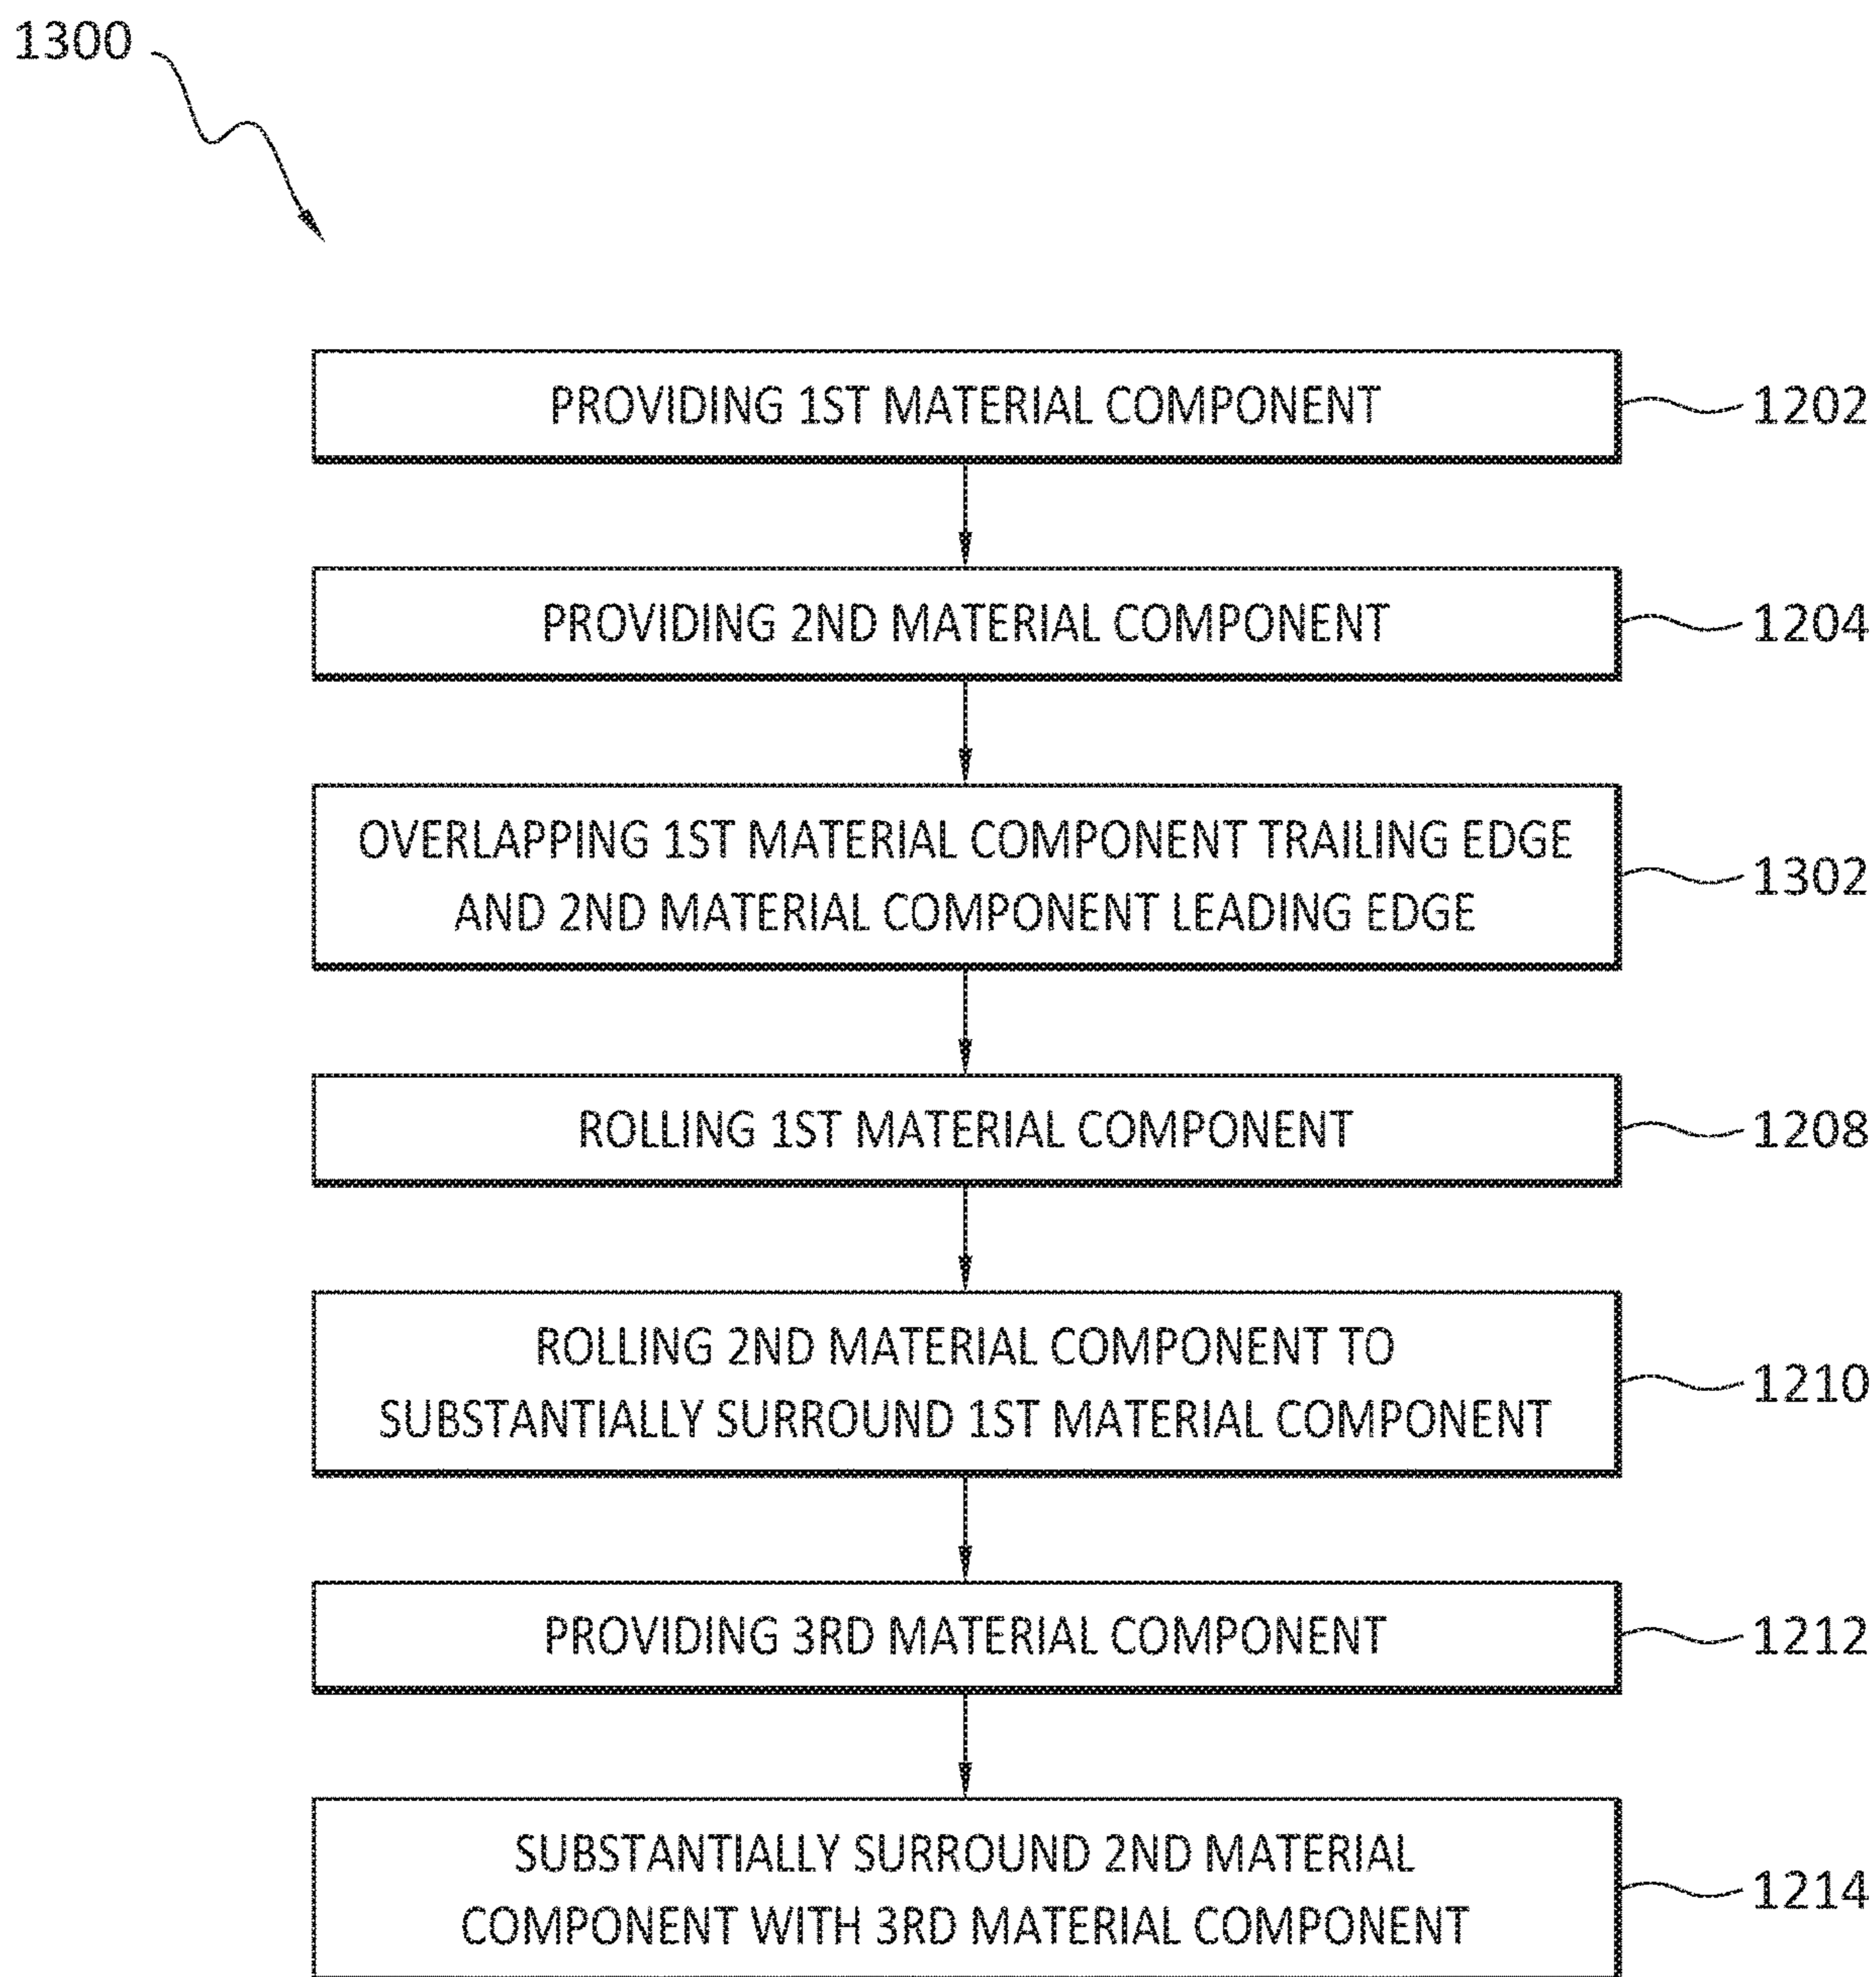 1300
PROVIDING 1ST MATERIAL COMPONENT
1202
PROVIDING 2ND MATERIAL COMPONENT
1204
OVERLAPPING 1ST MATERIAL COMPONENT TRAILING EDGE
AND 2ND MATERIAL COMPONENT LEADING EDGE
1302
ROLLING 1ST MATERIAL COMPONENT
1208
ROLLING 2ND MATERIAL COMPONENT TO
SUBSTANTIALLY SURROUND 1ST MATERIAL COMPONENT
1210
PROVIDING 3RD MATERIAL COMPONENT
1212
SUBSTANTIALLY SURROUND 2ND MATERIAL
COMPONENT WITH 3RD MATERIAL COMPONENT
1214